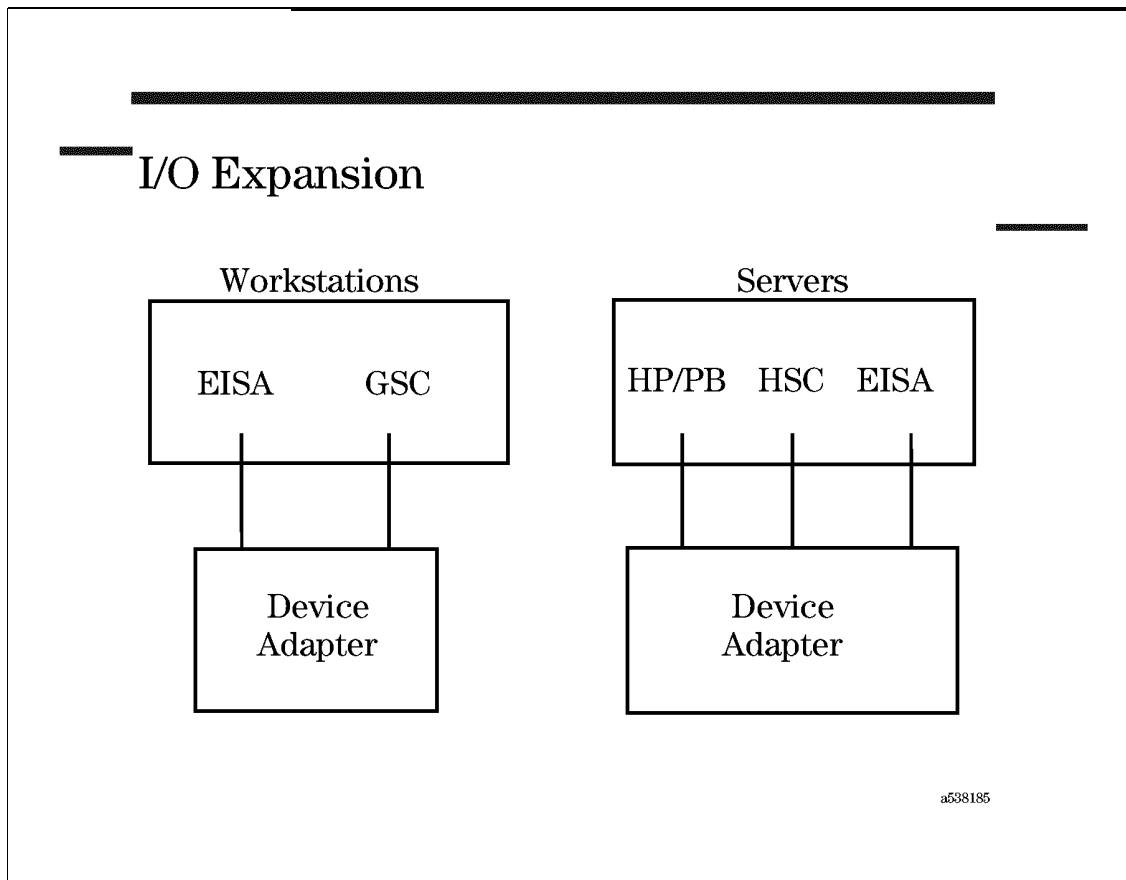 I/O Expansion
Workstations
EISA GSC
Device
Adapter
Servers
HP/PB HSC EISA
Device
Adapter
a538185